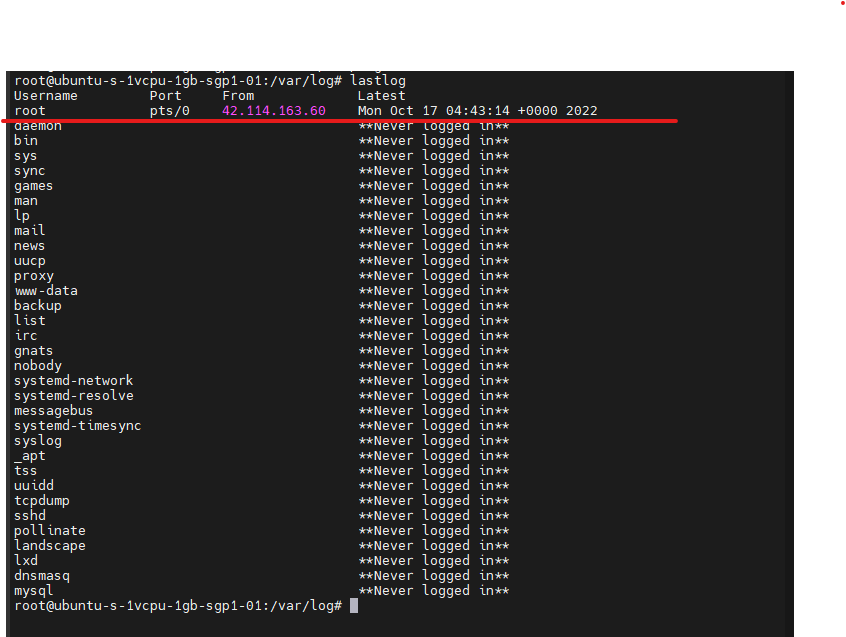 root@ubuntu-s-1vcpu-1gb-sgp1-01:/var/log# lastlog
Username         Port     From             Latest
root             pts/0    42.114.163.60    Mon Oct 17 04:43:14 +0000 2022
daemon                                     **Never logged in**
bin                                        **Never logged in**
sys                                        **Never logged in**
sync                                       **Never logged in**
games                                      **Never logged in**
man                                        **Never logged in**
lp                                         **Never logged in**
mail                                       **Never logged in**
news                                       **Never logged in**
uucp                                       **Never logged in**
proxy                                      **Never logged in**
www-data                                   **Never logged in**
backup                                     **Never logged in**
list                                       **Never logged in**
irc                                        **Never logged in**
gnats                                      **Never logged in**
nobody                                     **Never logged in**
systemd-network                            **Never logged in**
systemd-resolve                            **Never logged in**
messagebus                                 **Never logged in**
systemd-timesync                           **Never logged in**
syslog                                     **Never logged in**
_apt                                       **Never logged in**
tss                                        **Never logged in**
uuidd                                      **Never logged in**
tcpdump                                    **Never logged in**
sshd                                       **Never logged in**
pollinate                                  **Never logged in**
landscape                                  **Never logged in**
lxd                                        **Never logged in**
dnsmasq                                    **Never logged in**
mysql                                      **Never logged in**
root@ubuntu-s-1vcpu-1gb-sgp1-01:/var/log#